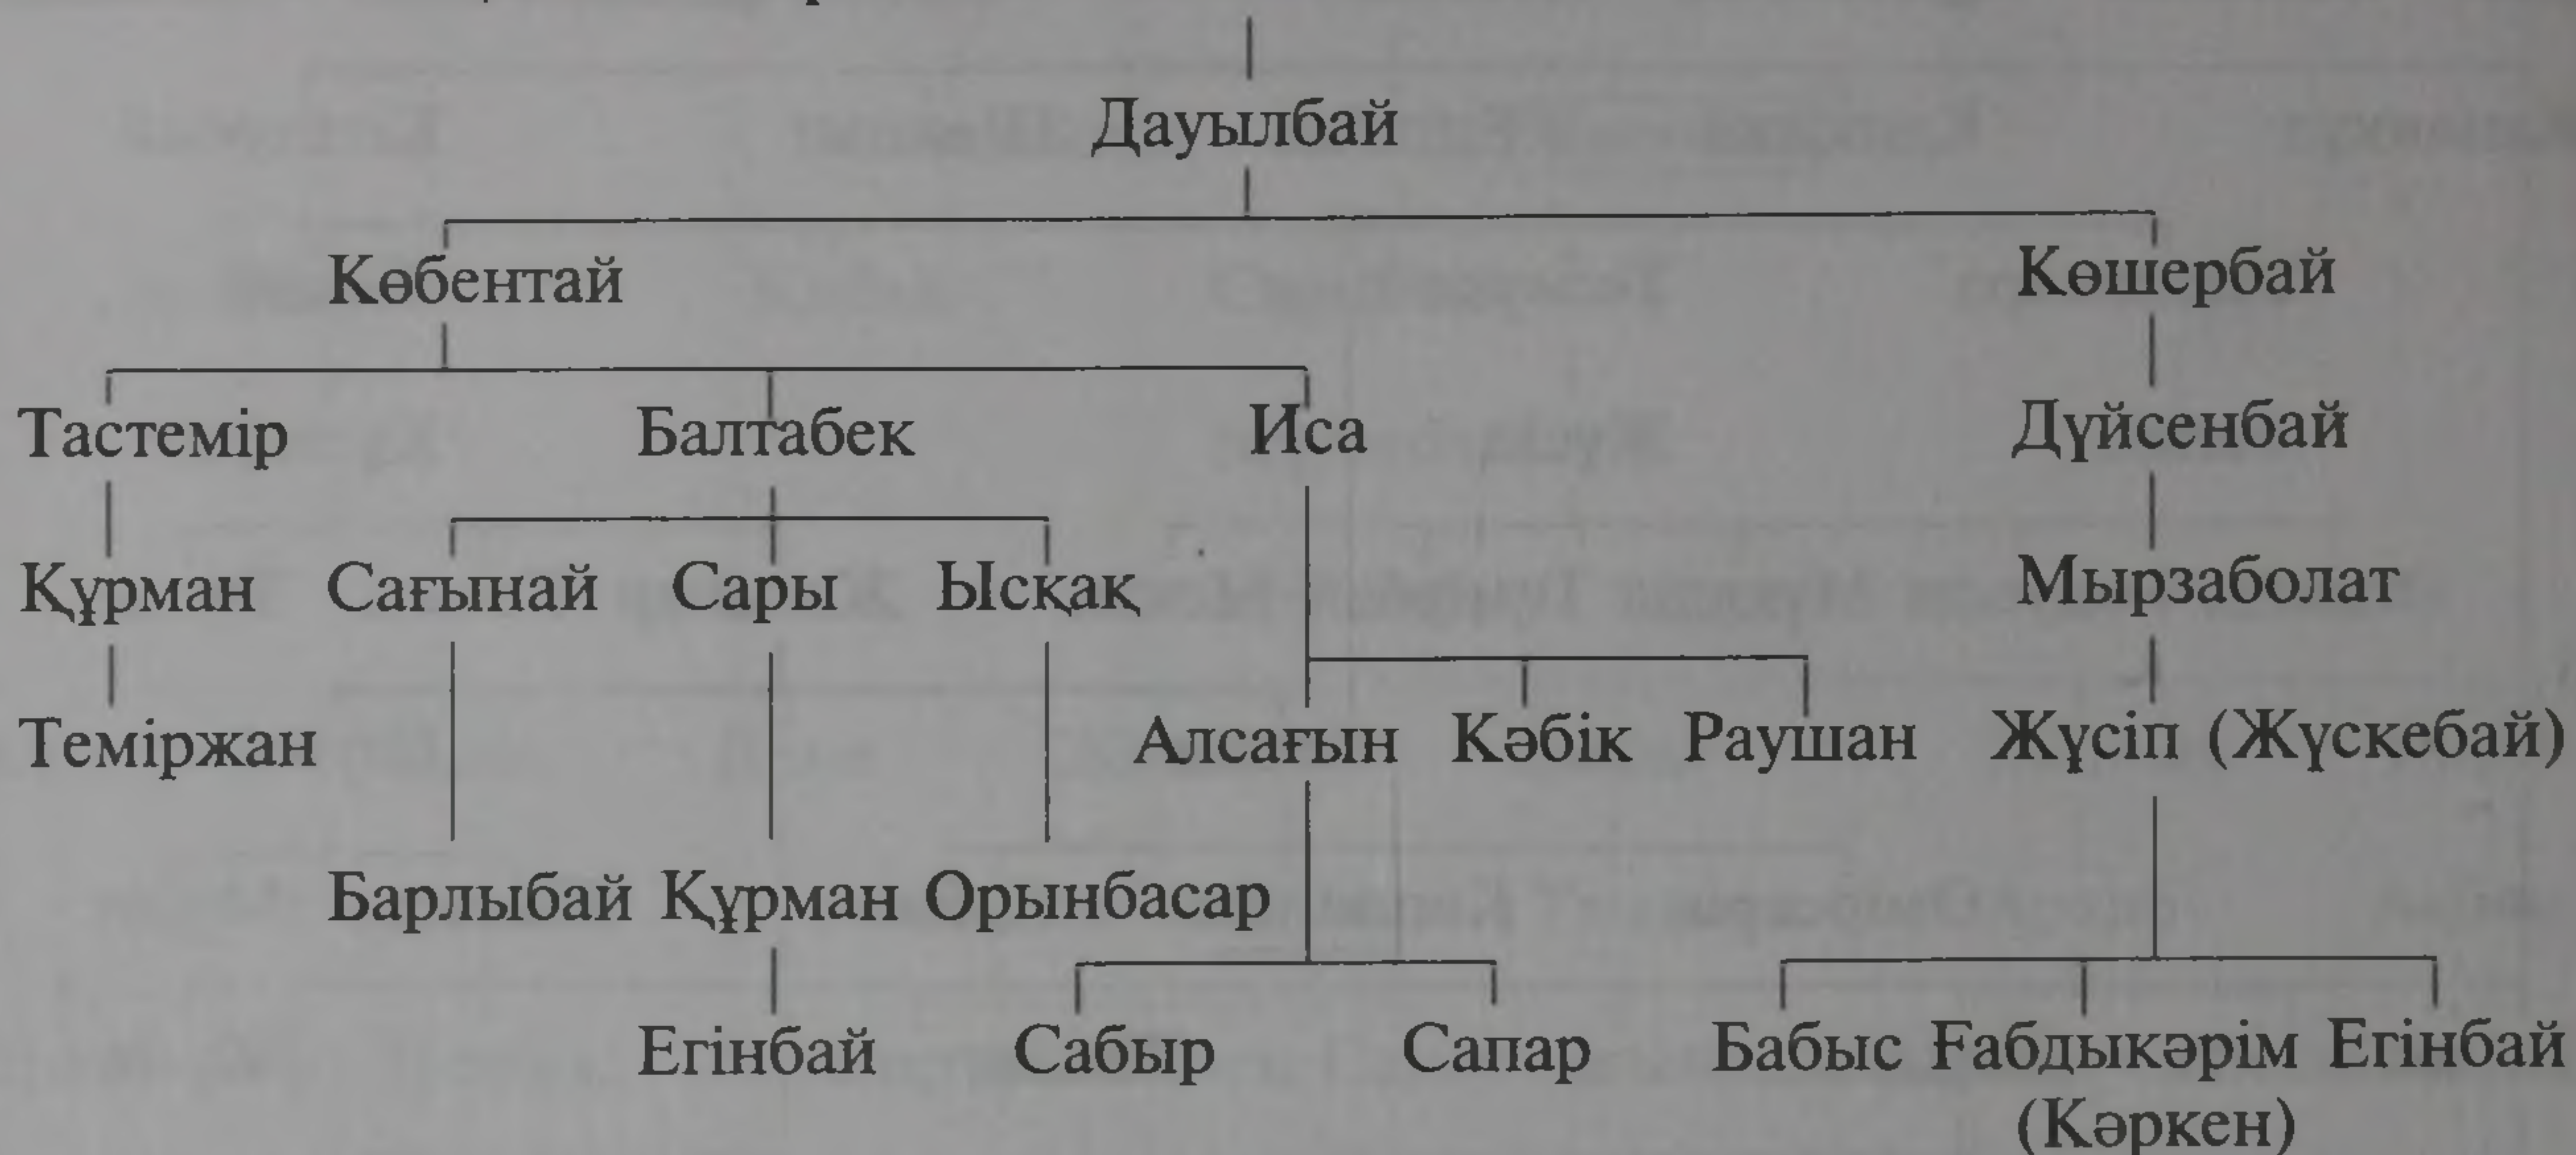 Дауылбай
Көбентай Көшербай
Тастемір Балтабек Иса Дүйсенбай
Құрман Сағынай Сары Ысқақ Мырзаболат
Теміржан Алсағын Кәбік Раушан Жүсіп (Жүскебай)
Барлыбай Құрман Орынбасар
Егінбай Сабыр Сапар Бабыс Ғабдыкәрім Егінбай
(Кәркен)